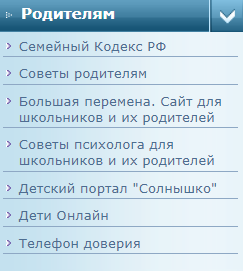 Родителям
Семейный Кодекс РФ
Советы родителям
Большая перемена. Сайт для
школьников и их родителей
Советы психолога для
школьников и их родителей
Детский портал "Солнышко"
Дети Онлайн
Телефон доверия